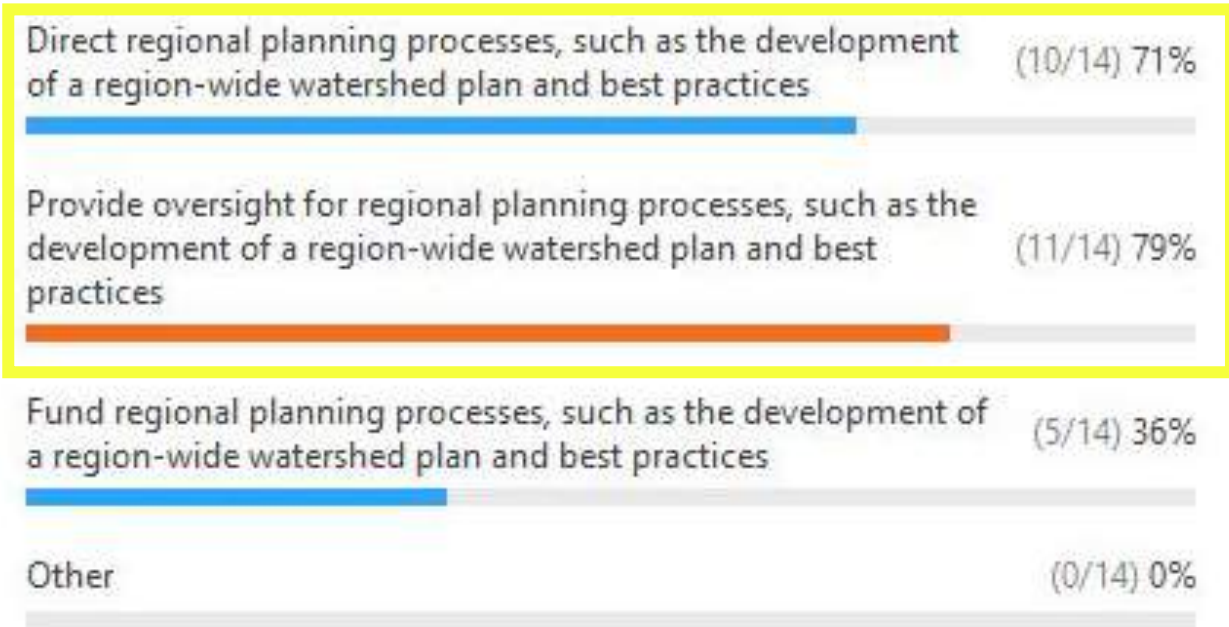 Direct regional planning processes, such as the development
of a region-wide watershed plan and best practices
(10/14) 71%
Provide oversight for regional planning processes, such as the
development of a region-wide watershed plan and best
practices
(11/14) 79%
Fund regional planning processes, such as the development of
a region-wide watershed plan and best practices
(5/14) 36%
Other
(0/14) 0%